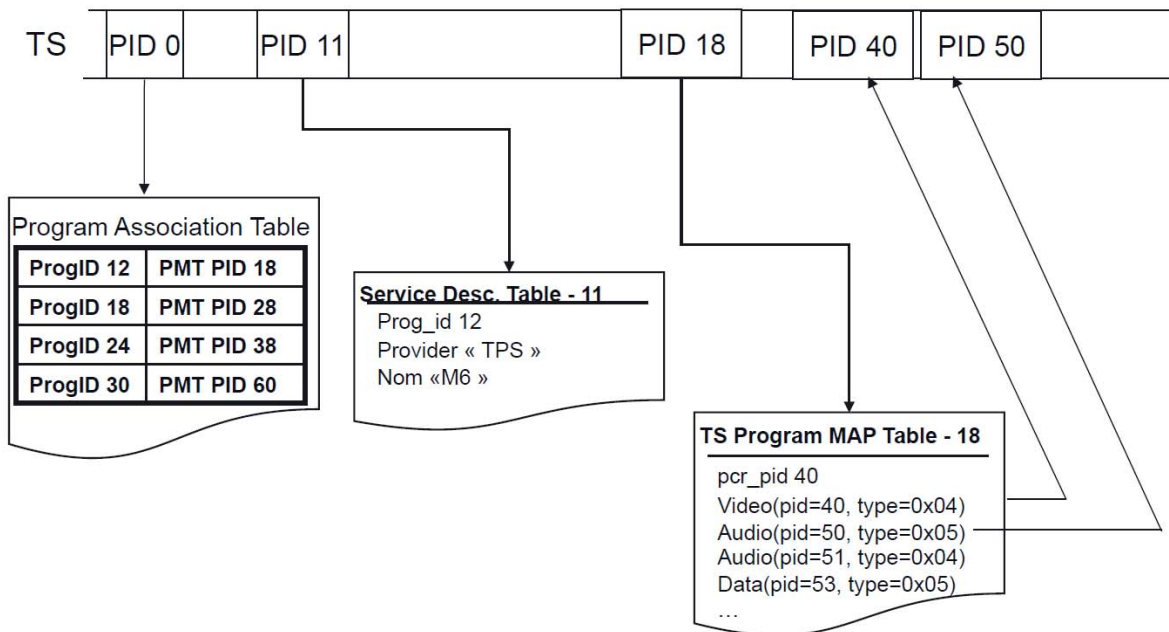 TS PID 0 PID 11 PID 18 PID 40 PID 50
Program Association Table
ProgID 12 PMT PID 18
ProgID 18 PMT PID 28
ProgID 24 PMT PID 38
ProgID 30 PMT PID 60
Service Desc. Table - 11
Prog_id 12
Provider « TPS »
Nom «M6 »
TS Program MAP Table - 18
pcr_pid 40
Video(pid=40, type=0x04)
Audio(pid=50, type=0x05)
Audio(pid=51, type=0x04)
Data(pid=53, type=0x05)
...